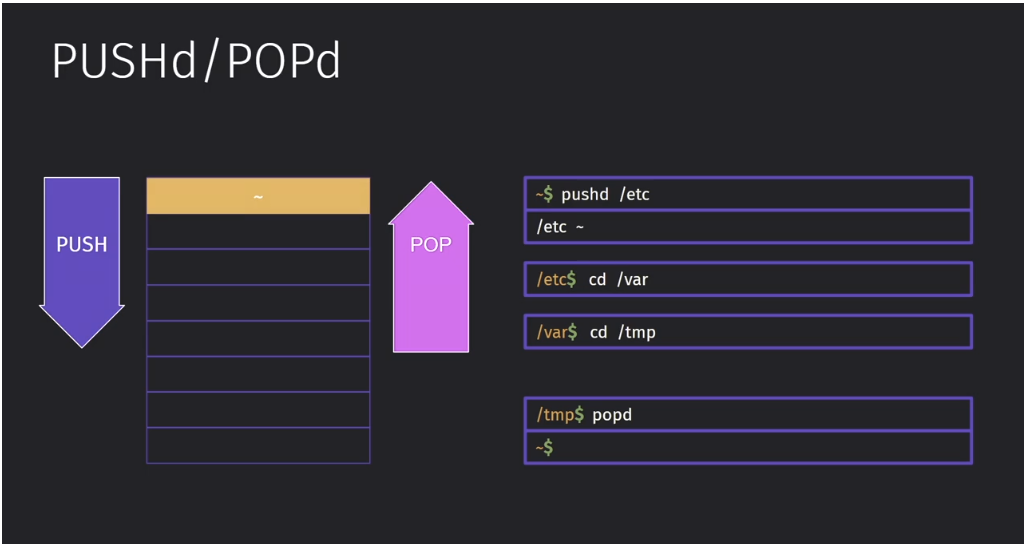 PUSHd/POPd
PUSH
~
POP
~$ pushd /etc
/etc ~
/etc$ cd /var
/var$ cd /tmp
/tmp$ popd
~$